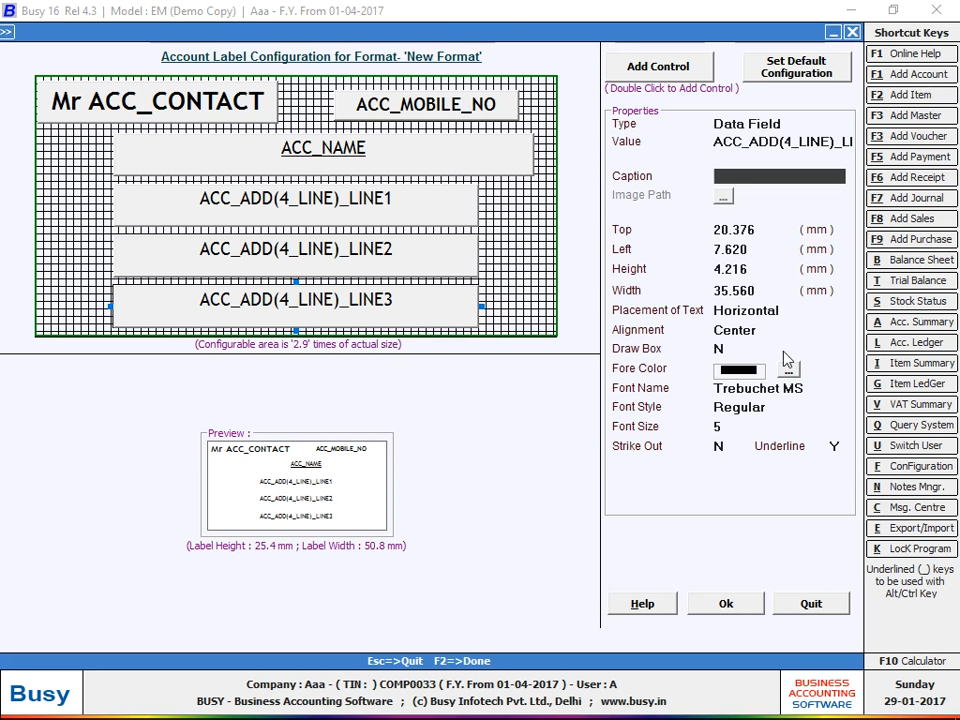 B Busy 16 Rel 4.3 | Model : EM (Demo Copy) | Aaa - F.Y. From 01-04-2017
>>
Account Label Configuration for Format- 'New Format'
Mr ACC_CONTACT
ACC_MOBILE_NO
ACC_NAME
ACC_ADD(4_LINE)_LINE1
ACC_ADD(4_LINE)_LINE2
ACC_ADD(4_LINE)_LINE3
(Configurable area is '2.9' times of actual size)
Preview :
Mr ACC_CONTACT ACC_MOBILE_NO
ACC_NAME
ACC_ADD(4_LINE)_LINE1
ACC_ADD(4_LINE)_LINE2
ACC_ADD(4_LINE)_LINE3
(Label Height : 25.4 mm ; Label Width : 50.8 mm)
Add Control
Set Default
Configuration
( Double Click to Add Control )
Properties
Type Data Field
Value ACC_ADD(4_LINE)_LI
Caption
Image Path ...
Top 20.376 ( mm )
Left 7.620 ( mm )
Height 4.216 ( mm )
Width 35.560 ( mm )
Placement of Text Horizontal
Alignment Center
Draw Box N
Fore Color ...
Font Name Trebuchet MS
Font Style Regular
Font Size 5
Strike Out N Underline Y
Help Ok Quit
Shortcut Keys
F1 Online Help
F1 Add Account
F2 Add Item
F3 Add Master
F3 Add Voucher
F5 Add Payment
F6 Add Receipt
F7 Add Journal
F8 Add Sales
F9 Add Purchase
B Balance Sheet
T Trial Balance
S Stock Status
A Acc. Summary
L Acc. Ledger
I Item Summary
G Item LedGer
V VAT Summary
Q Query System
U Switch User
F ConFiguration
N Notes Mngr.
C Msg. Centre
E Export/Import
K LocK Program
Underlined (_) keys
to be used with
Alt/Ctrl Key
Esc=>Quit F2=>Done
F10 Calculator
Busy
Company : Aaa - ( TIN : ) COMP0033 ( F.Y. From 01-04-2017 ) - User : A
BUSY - Business Accounting Software ; (c) Busy Infotech Pvt. Ltd., Delhi ; www.busy.in
BUSINESS
ACCOUNTING
SOFTWARE
Sunday
29-01-2017